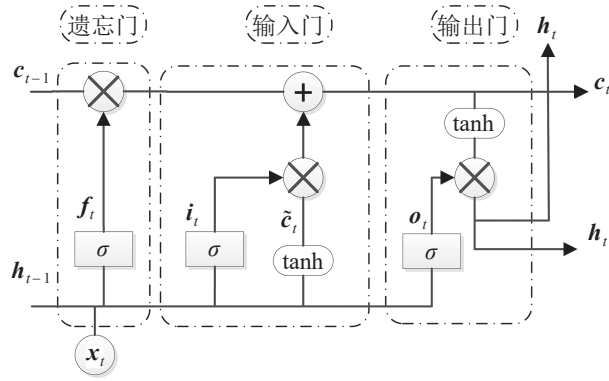 遗忘门 输入门 输出门
h_t
c_{t-1}
c_t
tanh
f_t
i_t
c̃_t
o_t
σ
σ
tanh
σ
h_t
h_{t-1}
x_t